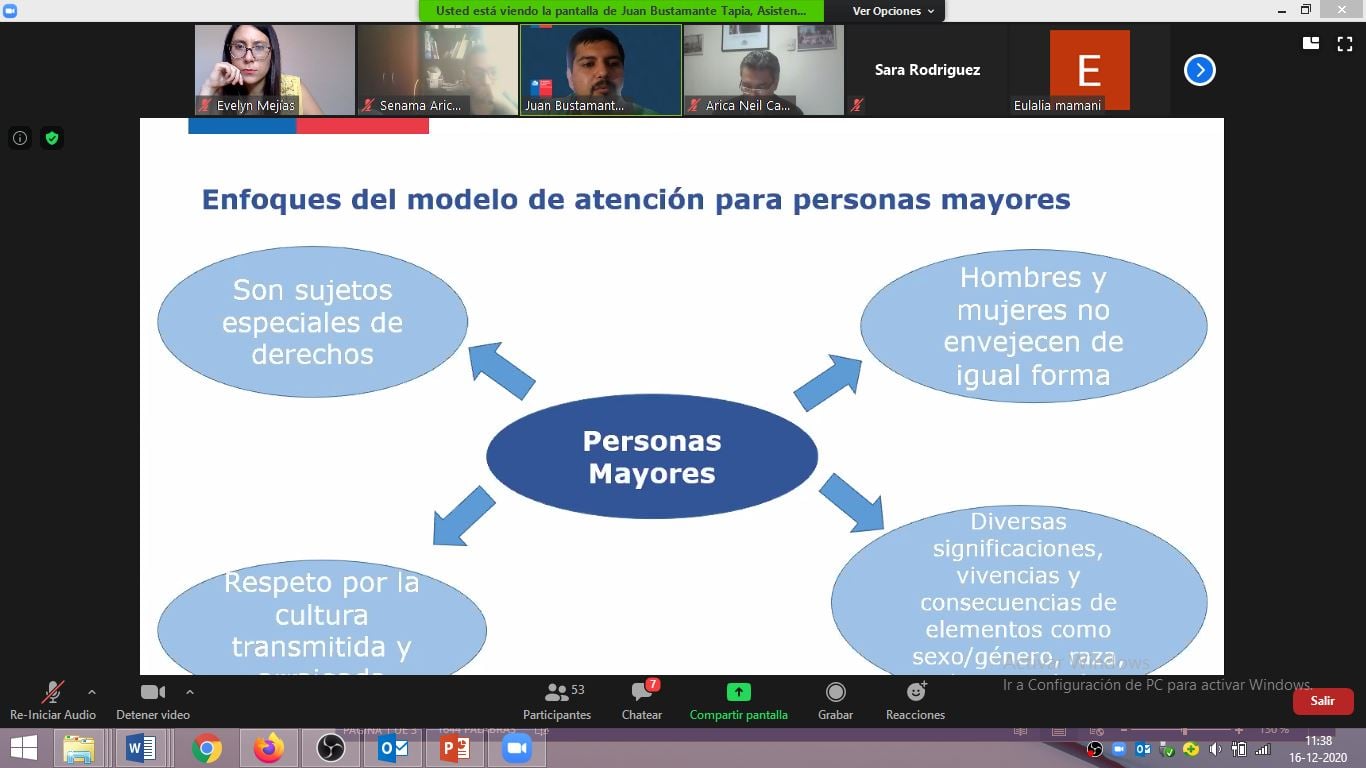 Usted está viendo la pantalla de Juan Bustamante Tapia, Asisten...
Ver Opciones
Evelyn Mejías
Senama Aric...
Juan Bustamant...
Arica Neil Ca...
Sara Rodriguez
E
Eulalia mamani
Enfoques del modelo de atención para personas mayores
Son sujetos
especiales de
derechos
Hombres y
mujeres no
envejecen de
igual forma
Personas
Mayores
Respeto por la
cultura
transmitida y
Diversas
significaciones,
vivencias y
consecuencias de
elementos como
sexo/género, raza,
Activar Windows
Ir a Configuración de PC para activar Windows.
Re-Iniciar Audio
Detener video
53
Participantes
7
Chatear
Compartir pantalla
Grabar
Reacciones
Salir
PÁGINA 1 DE 3
1644 PALABRAS
130 %
11:38
16-12-2020